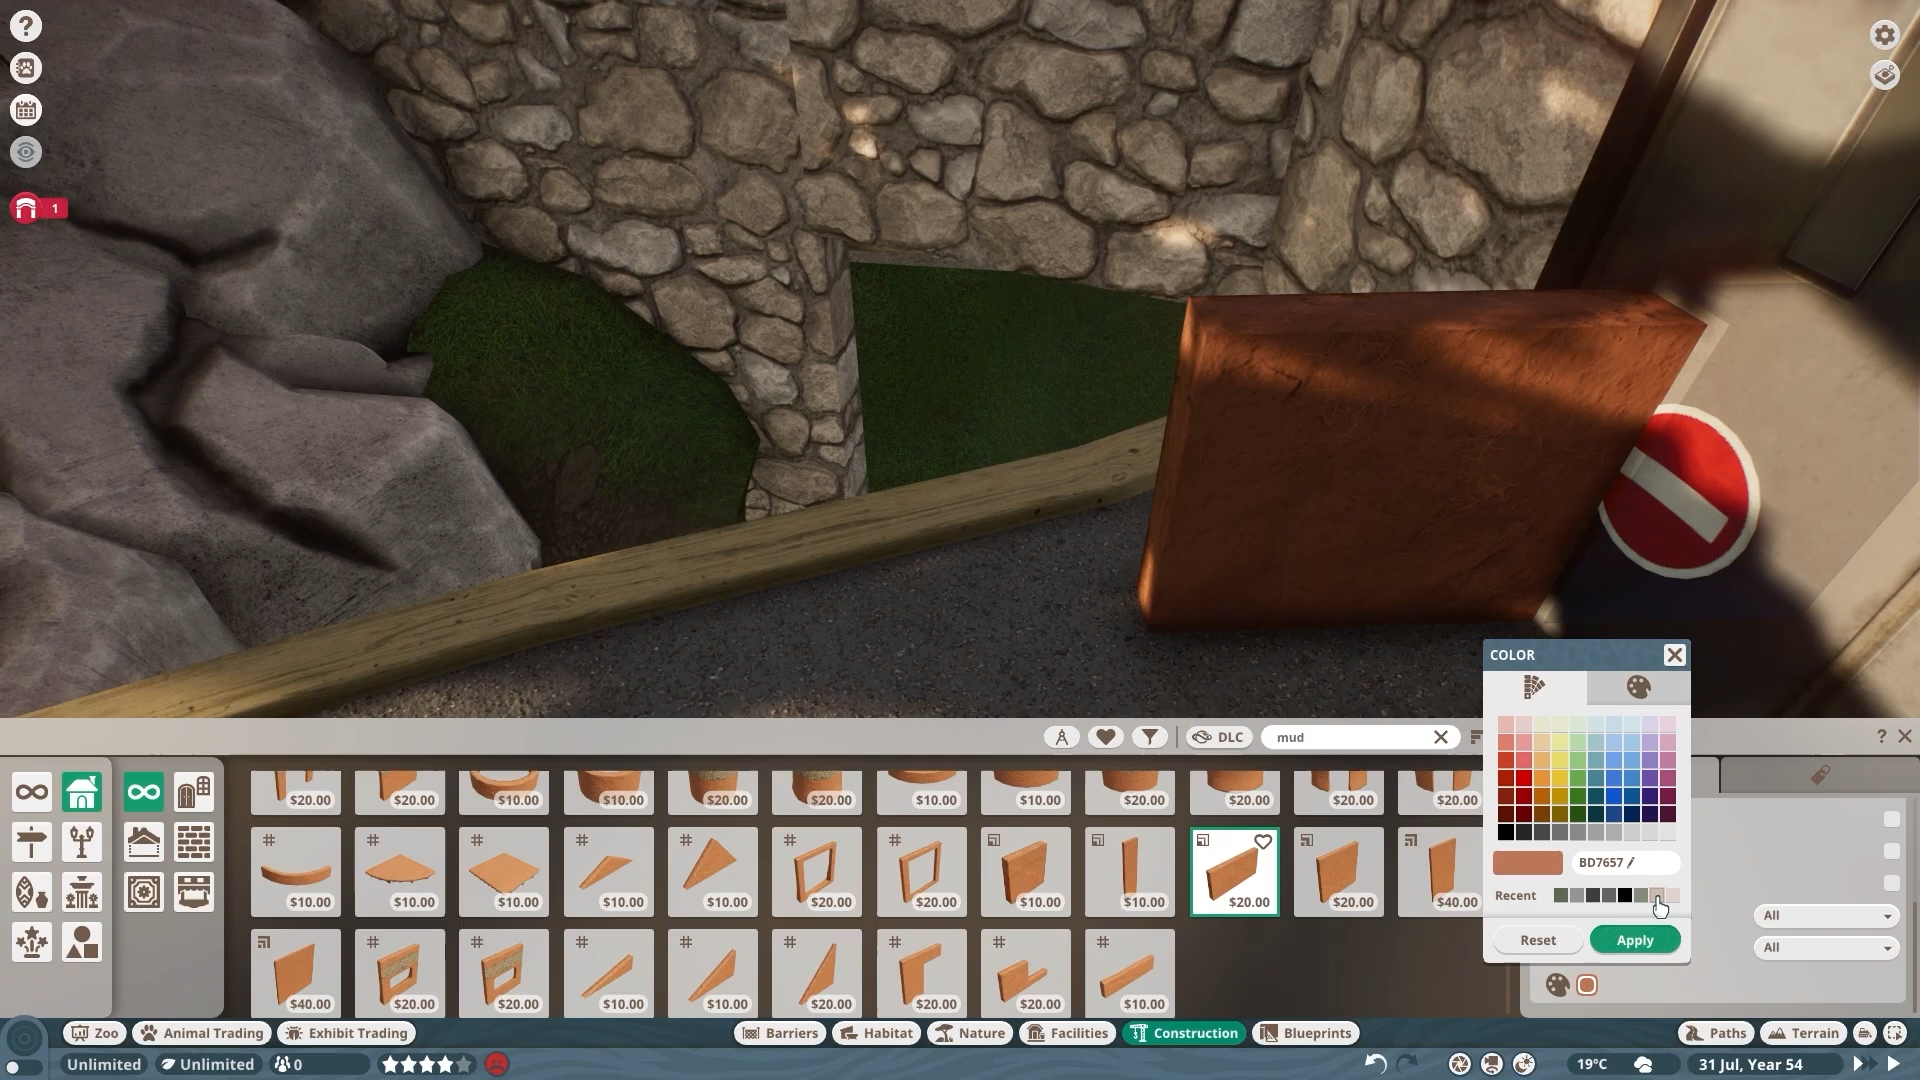 ?
1
COLOR
DLC
mud
?
$20.00
$20.00
$10.00
$10.00
$20.00
$20.00
$10.00
$10.00
$20.00
$20.00
$20.00
$20.00
$10.00
$10.00
$10.00
$10.00
$10.00
$20.00
$20.00
$10.00
$10.00
$20.00
$20.00
$40.00
BD7657
Recent
Reset
Apply
All
All
$40.00
$20.00
$20.00
$10.00
$10.00
$20.00
$20.00
$20.00
$10.00
Zoo
Animal Trading
Exhibit Trading
Barriers
Habitat
Nature
Facilities
Construction
Blueprints
Paths
Terrain
Unlimited
Unlimited
0
19°C
31 Jul, Year 54